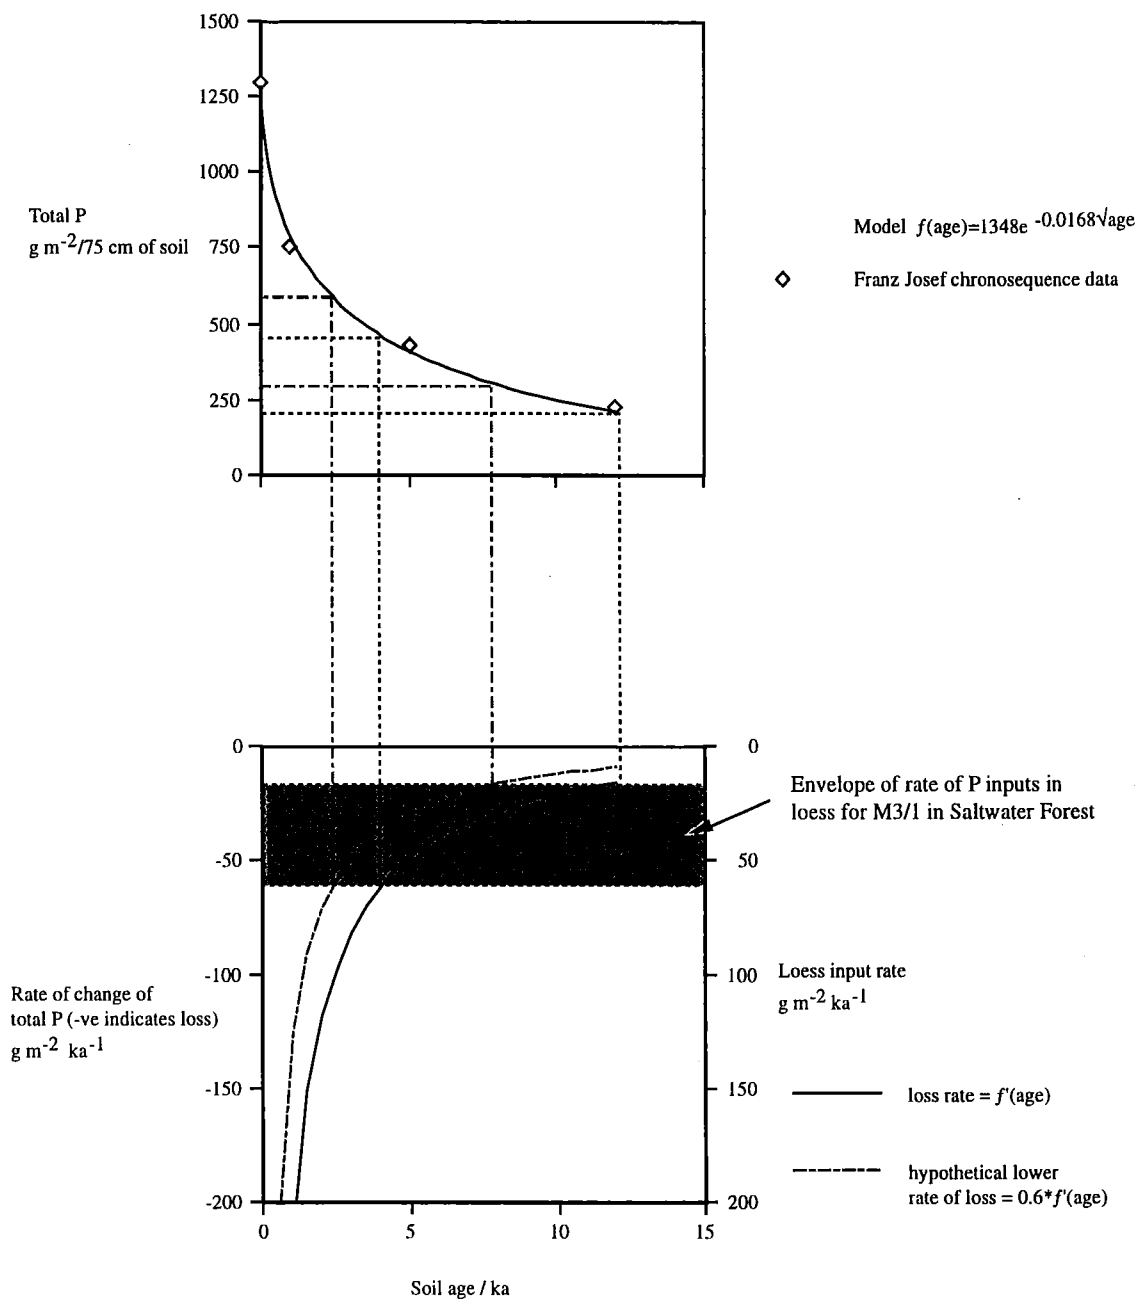 1500
1250
1000
750
500
250
0
Total P
g m-2/75 cm of soil
Model f(age)=1348e -0.0168√age
Franz Josef chronosequence data
0
-50
-100
-150
-200
0
50
100
150
200
Envelope of rate of P inputs in
loess for M3/1 in Saltwater Forest
Rate of change of
total P (-ve indicates loss)
g m-2 ka-1
Loess input rate
g m-2 ka-1
loss rate = f'(age)
hypothetical lower
rate of loss = 0.6*f'(age)
0 5 10 15
Soil age / ka